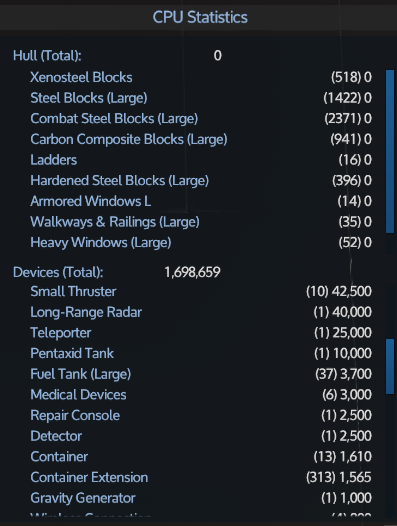 CPU Statistics
Hull (Total): 0
Xenosteel Blocks (518) 0
Steel Blocks (Large) (1422) 0
Combat Steel Blocks (Large) (2371) 0
Carbon Composite Blocks (Large) (941) 0
Ladders (16) 0
Hardened Steel Blocks (Large) (396) 0
Armored Windows L (14) 0
Walkways & Railings (Large) (35) 0
Heavy Windows (Large) (52) 0
Devices (Total): 1,698,659
Small Thruster (10) 42,500
Long-Range Radar (1) 40,000
Teleporter (1) 25,000
Pentaxid Tank (1) 10,000
Fuel Tank (Large) (37) 3,700
Medical Devices (6) 3,000
Repair Console (1) 2,500
Detector (1) 2,500
Container (13) 1,610
Container Extension (313) 1,565
Gravity Generator (1) 1,000